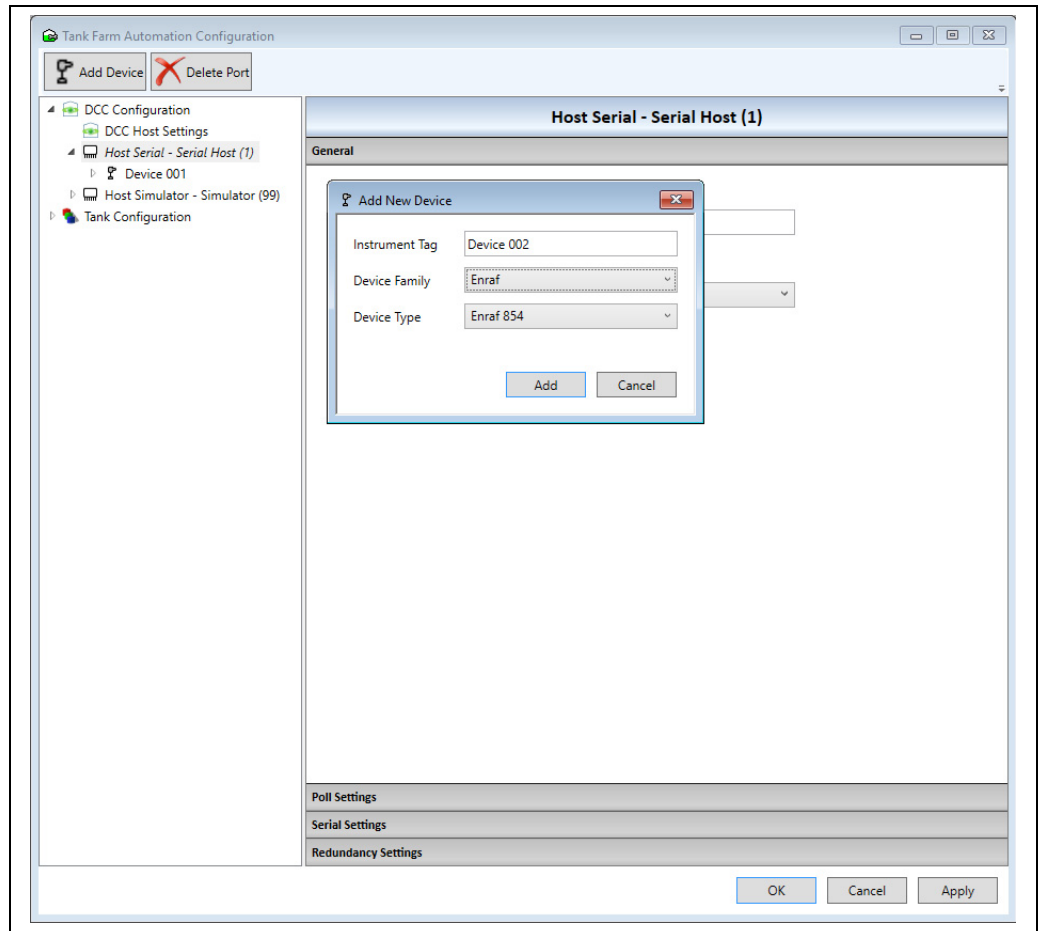 Tank Farm Automation Configuration
Add Device
Delete Port
DCC Configuration
DCC Host Settings
Host Serial - Serial Host (1)
Device 001
Host Simulator - Simulator (99)
Tank Configuration
Host Serial - Serial Host (1)
General
Add New Device
Instrument Tag Device 002
Device Family Enraf
Device Type Enraf 854
Add Cancel
Poll Settings
Serial Settings
Redundancy Settings
OK Cancel Apply